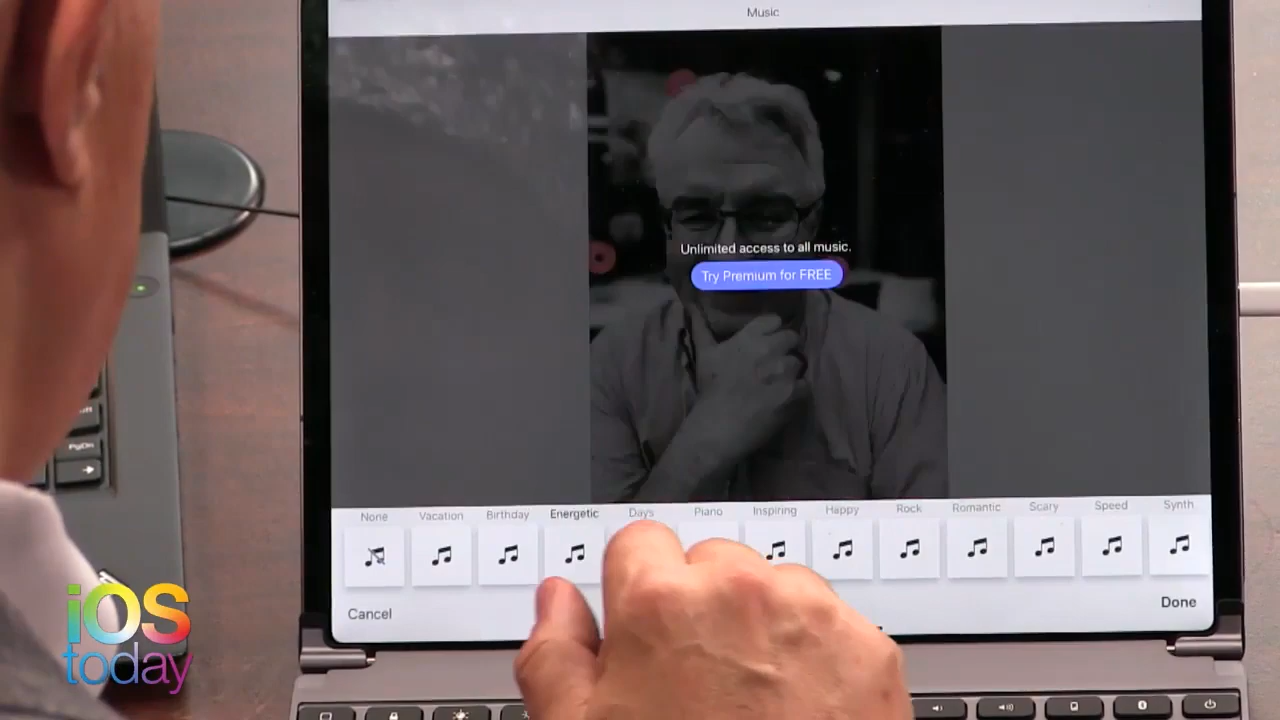 Music
Unlimited access to all music.
Try Premium for FREE
None Vacation Birthday Energetic Days Piano Inspiring Happy Rock Romantic Scary Speed Synth
Cancel Done
PgDn
iOS
today